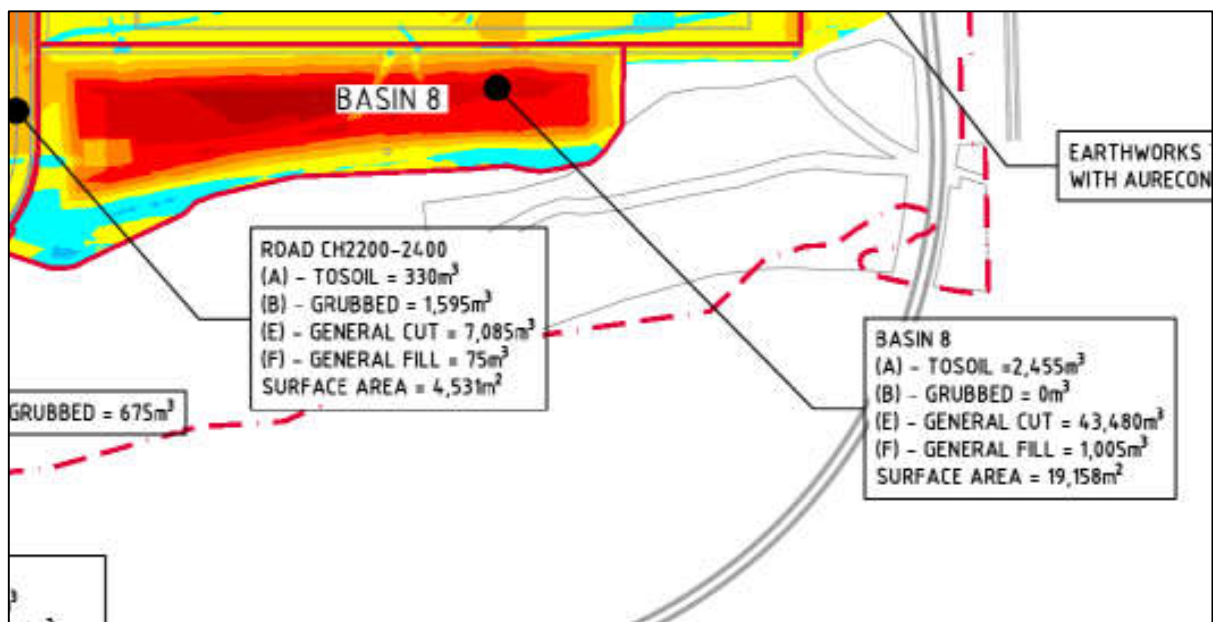 BASIN 8
EARTHWORKS
WITH AURECON
ROAD CH2200-2400
(A) - TOSOIL = 330m³
(B) - GRUBBED = 1,595m³
(E) - GENERAL CUT = 7,085m³
(F) - GENERAL FILL = 75m³
SURFACE AREA = 4,531m²
BASIN 8
(A) - TOSOIL =2,455m³
(B) - GRUBBED = 0m³
(E) - GENERAL CUT = 43,480m³
(F) - GENERAL FILL = 1,005m³
SURFACE AREA = 19,158m²
GRUBBED = 675m³